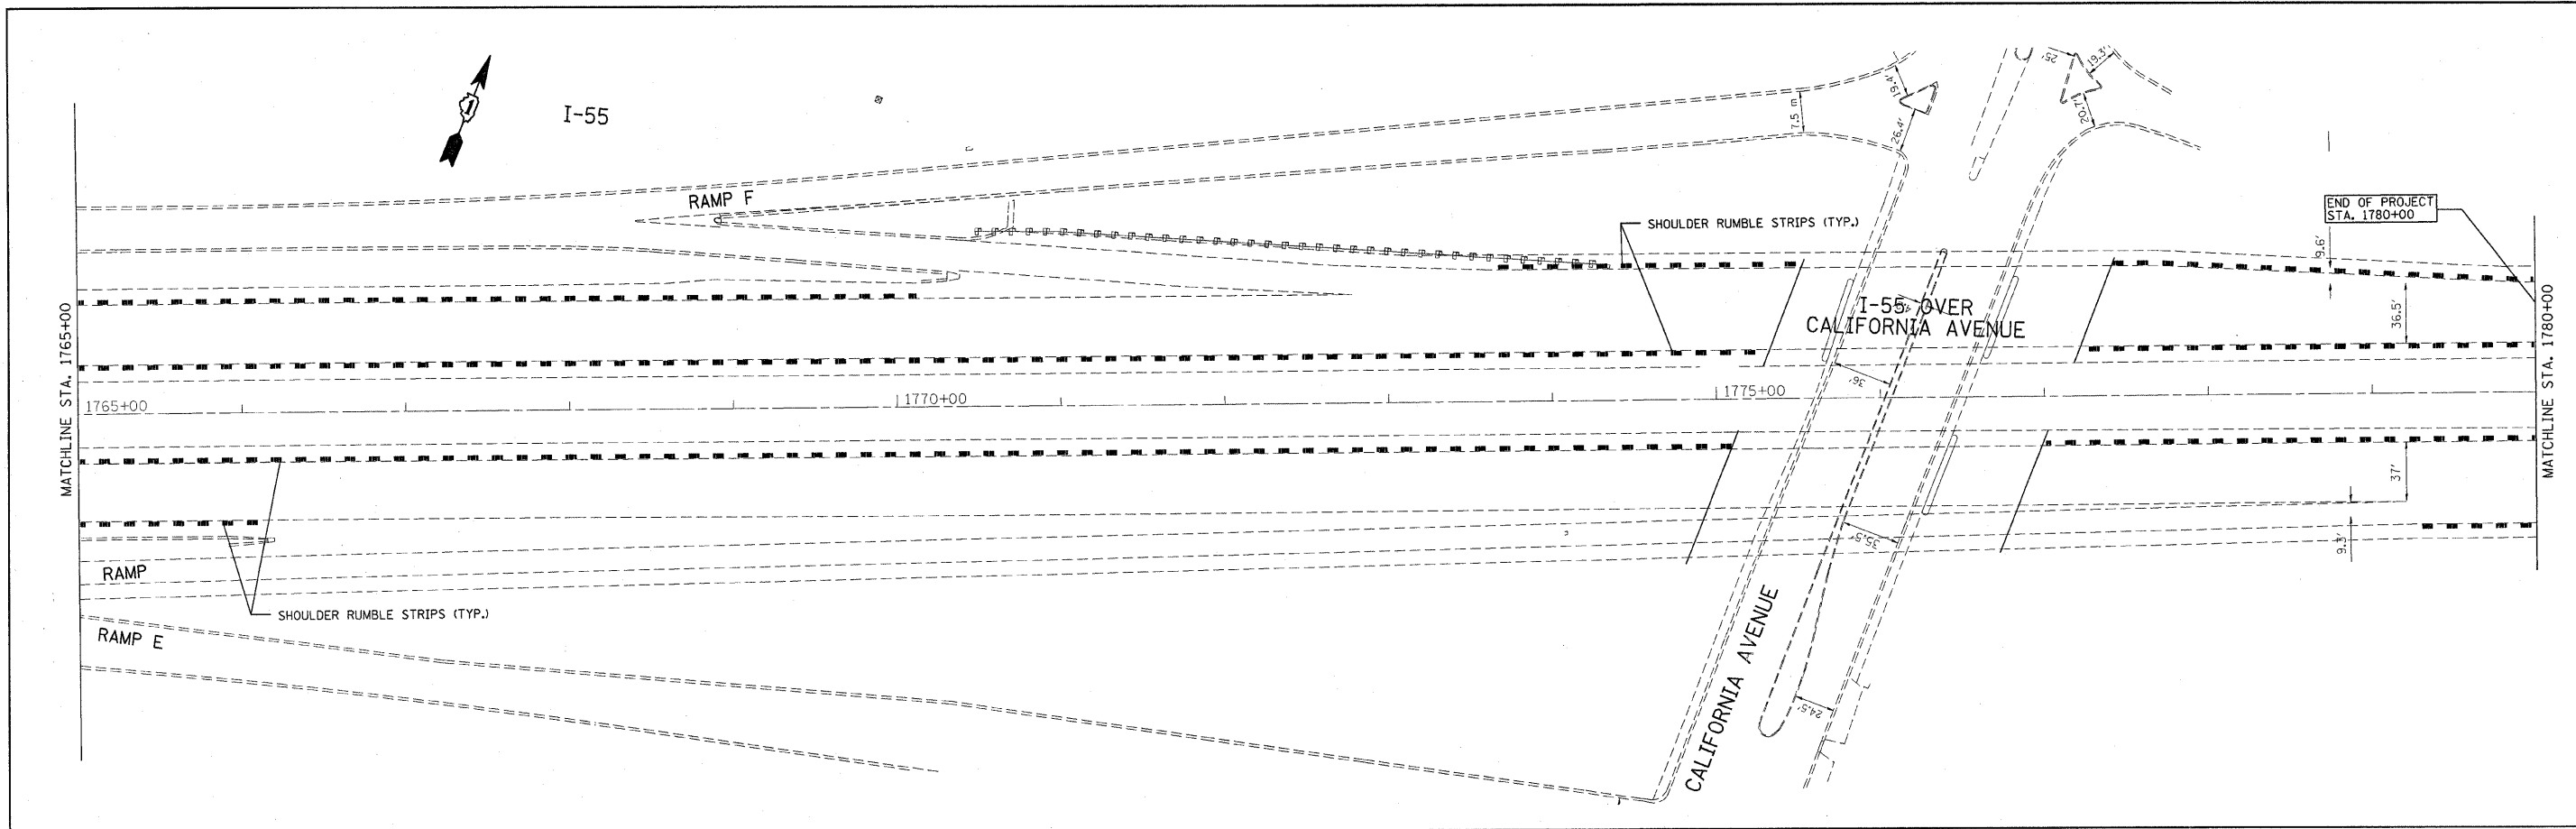 I-55
RAMP F
7.5 m
19.4'
26.4'
25'
19.3'
20.7'
SHOULDER RUMBLE STRIPS (TYP.)
END OF PROJECT
STA. 1780+00
9.6'
36.5'
I-55 OVER
CALIFORNIA AVENUE
36'
MATCHLINE STA. 1765+00
1765+00
1770+00
1775+00
MATCHLINE STA. 1780+00
37'
9.3'
35.5'
RAMP
SHOULDER RUMBLE STRIPS (TYP.)
RAMP E
CALIFORNIA AVENUE
24.5'